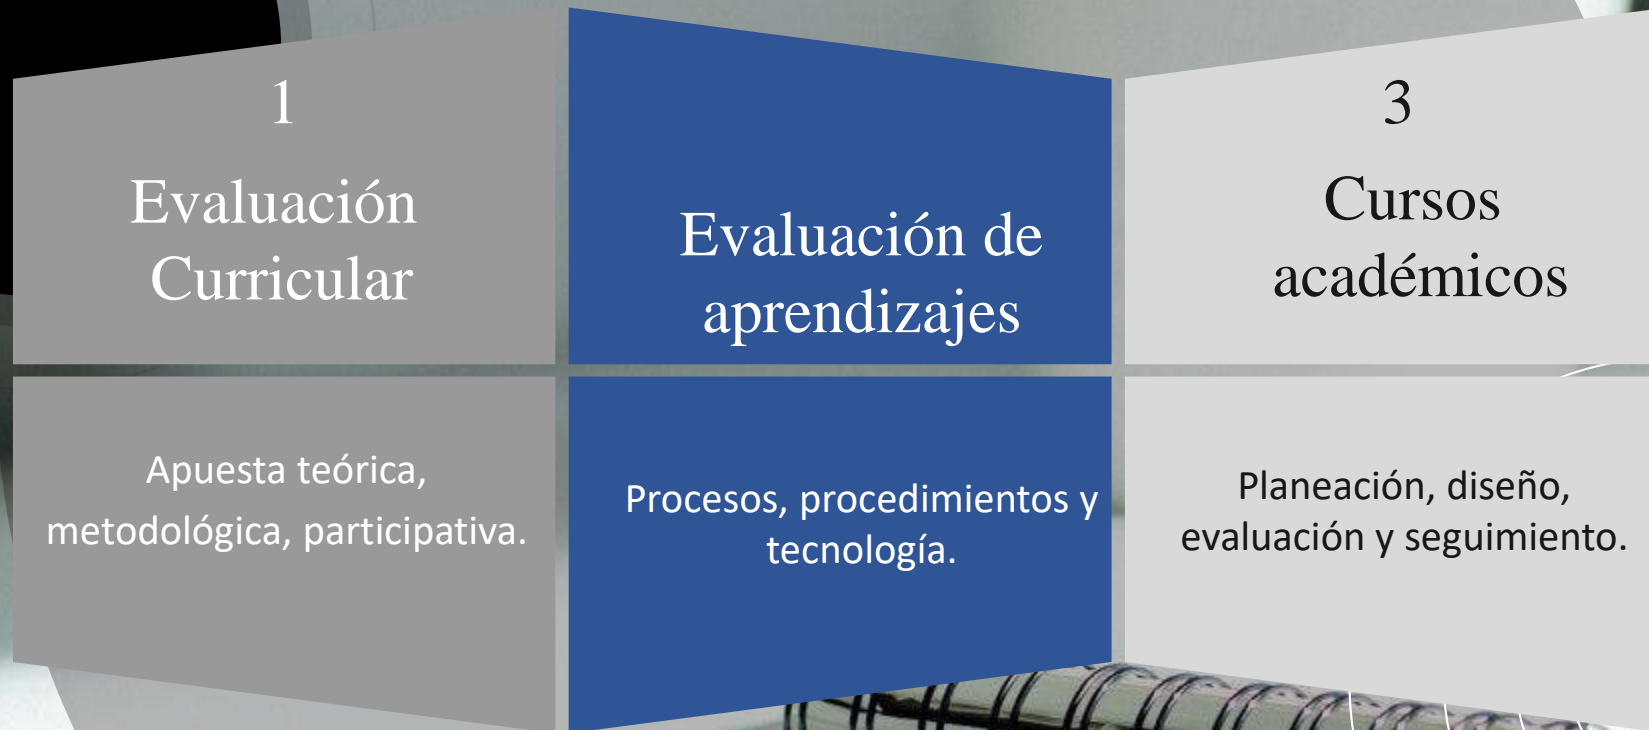 1
Evaluación
Curricular
Apuesta teórica,
metodológica, participativa.
Evaluación de
aprendizajes
Procesos, procedimientos y
tecnología.
3
Cursos
académicos
Planeación, diseño,
evaluación y seguimiento.